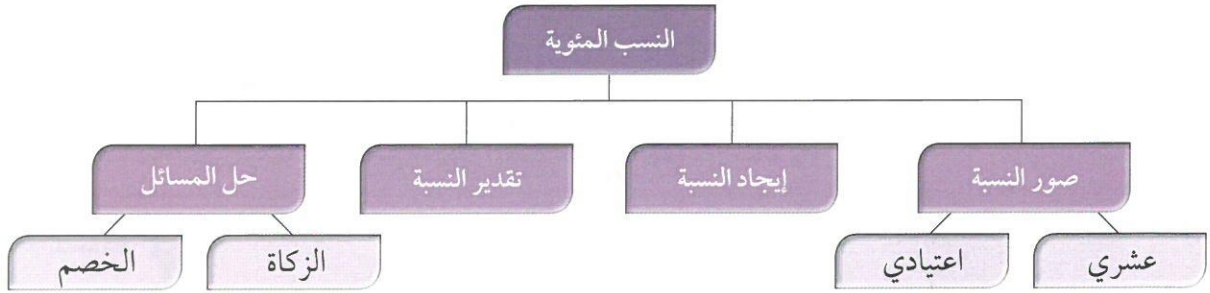 النسب المئوية
صور النسبة
إيجاد النسبة
تقدير النسبة
حل المسائل
عشري
اعتيادي
الزكاة
الخصم